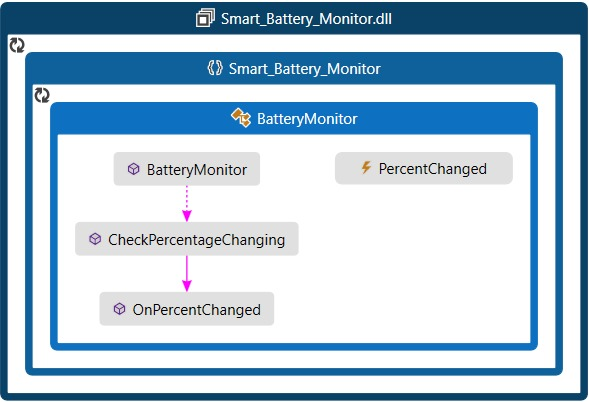 Smart_Battery_Monitor.dll
Smart_Battery_Monitor
BatteryMonitor
BatteryMonitor
PercentChanged
CheckPercentageChanging
OnPercentChanged